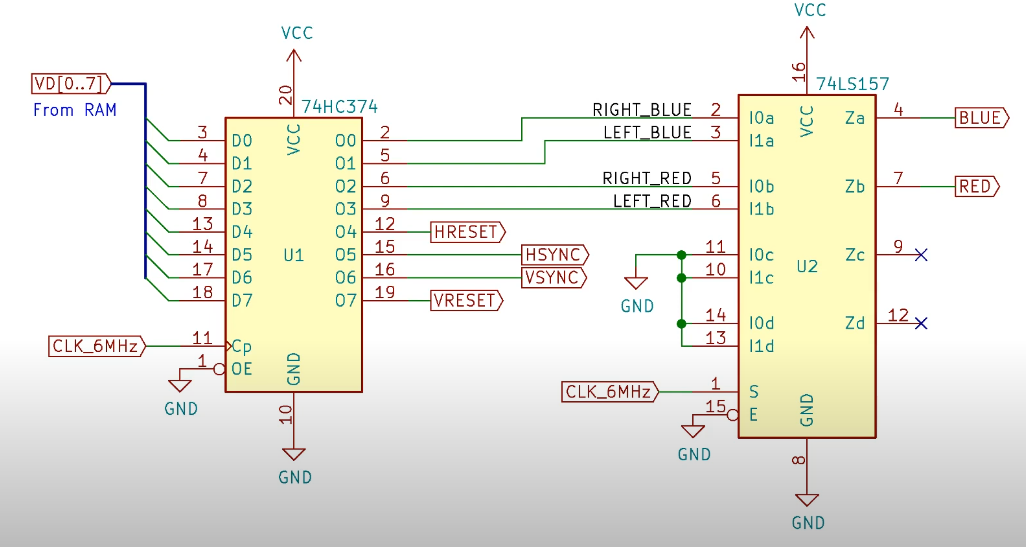 VCC
VCC
VD[0..7]
From RAM
20
74HC374
16
74LS157
VCC
VCC
3 D0 O0 2
4 D1 O1 5
7 D2 O2 6
8 D3 O3 9
13 D4 O4 12 HRESET
14 D5 O5 15 HSYNC
17 D6 O6 16 VSYNC
18 D7 O7 19 VRESET
U1
CLK_6MHz 11 Cp
1 OE
GND
GND
10
GND
RIGHT_BLUE 2 I0a Za 4 BLUE
LEFT_BLUE 3 I1a
RIGHT_RED 5 I0b Zb 7 RED
LEFT_RED 6 I1b
11 I0c Zc 9
10 I1c
U2
GND
14 I0d Zd 12
13 I1d
CLK_6MHz 1 S
15 E
GND
GND
8
GND